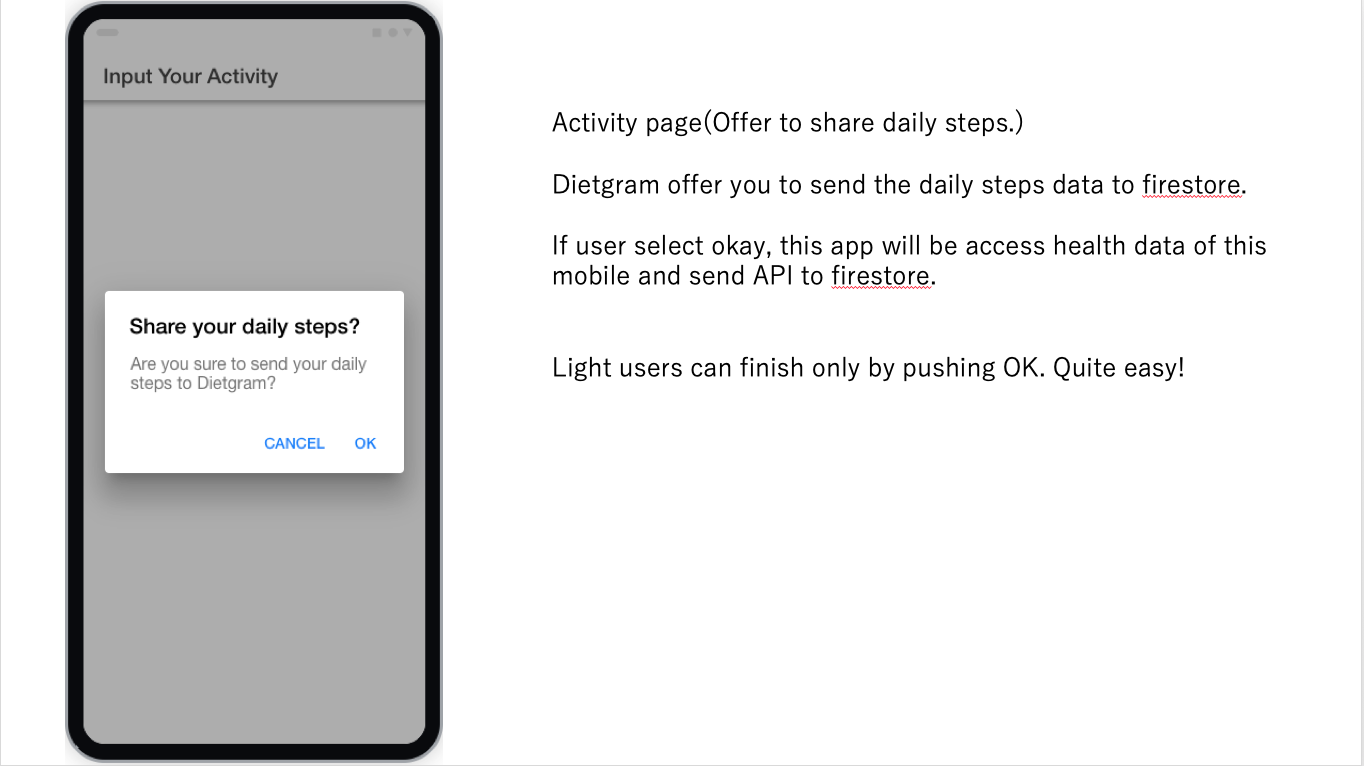 Input Your Activity
Share your daily steps?
Are you sure to send your daily
steps to Dietgram?
CANCEL OK
Activity page(Offer to share daily steps.)
Dietgram offer you to send the daily steps data to firestore.
If user select okay, this app will be access health data of this
mobile and send API to firestore.
Light users can finish only by pushing OK. Quite easy!